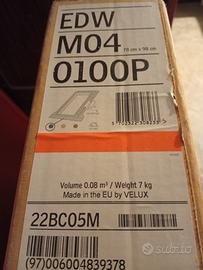 EDW
M04 78 cm x 98 cm
0100P
Volume 0.08 m³ / Weight 7 kg
Made in the EU by VELUX
22BC05M
(97)006004839378
subito